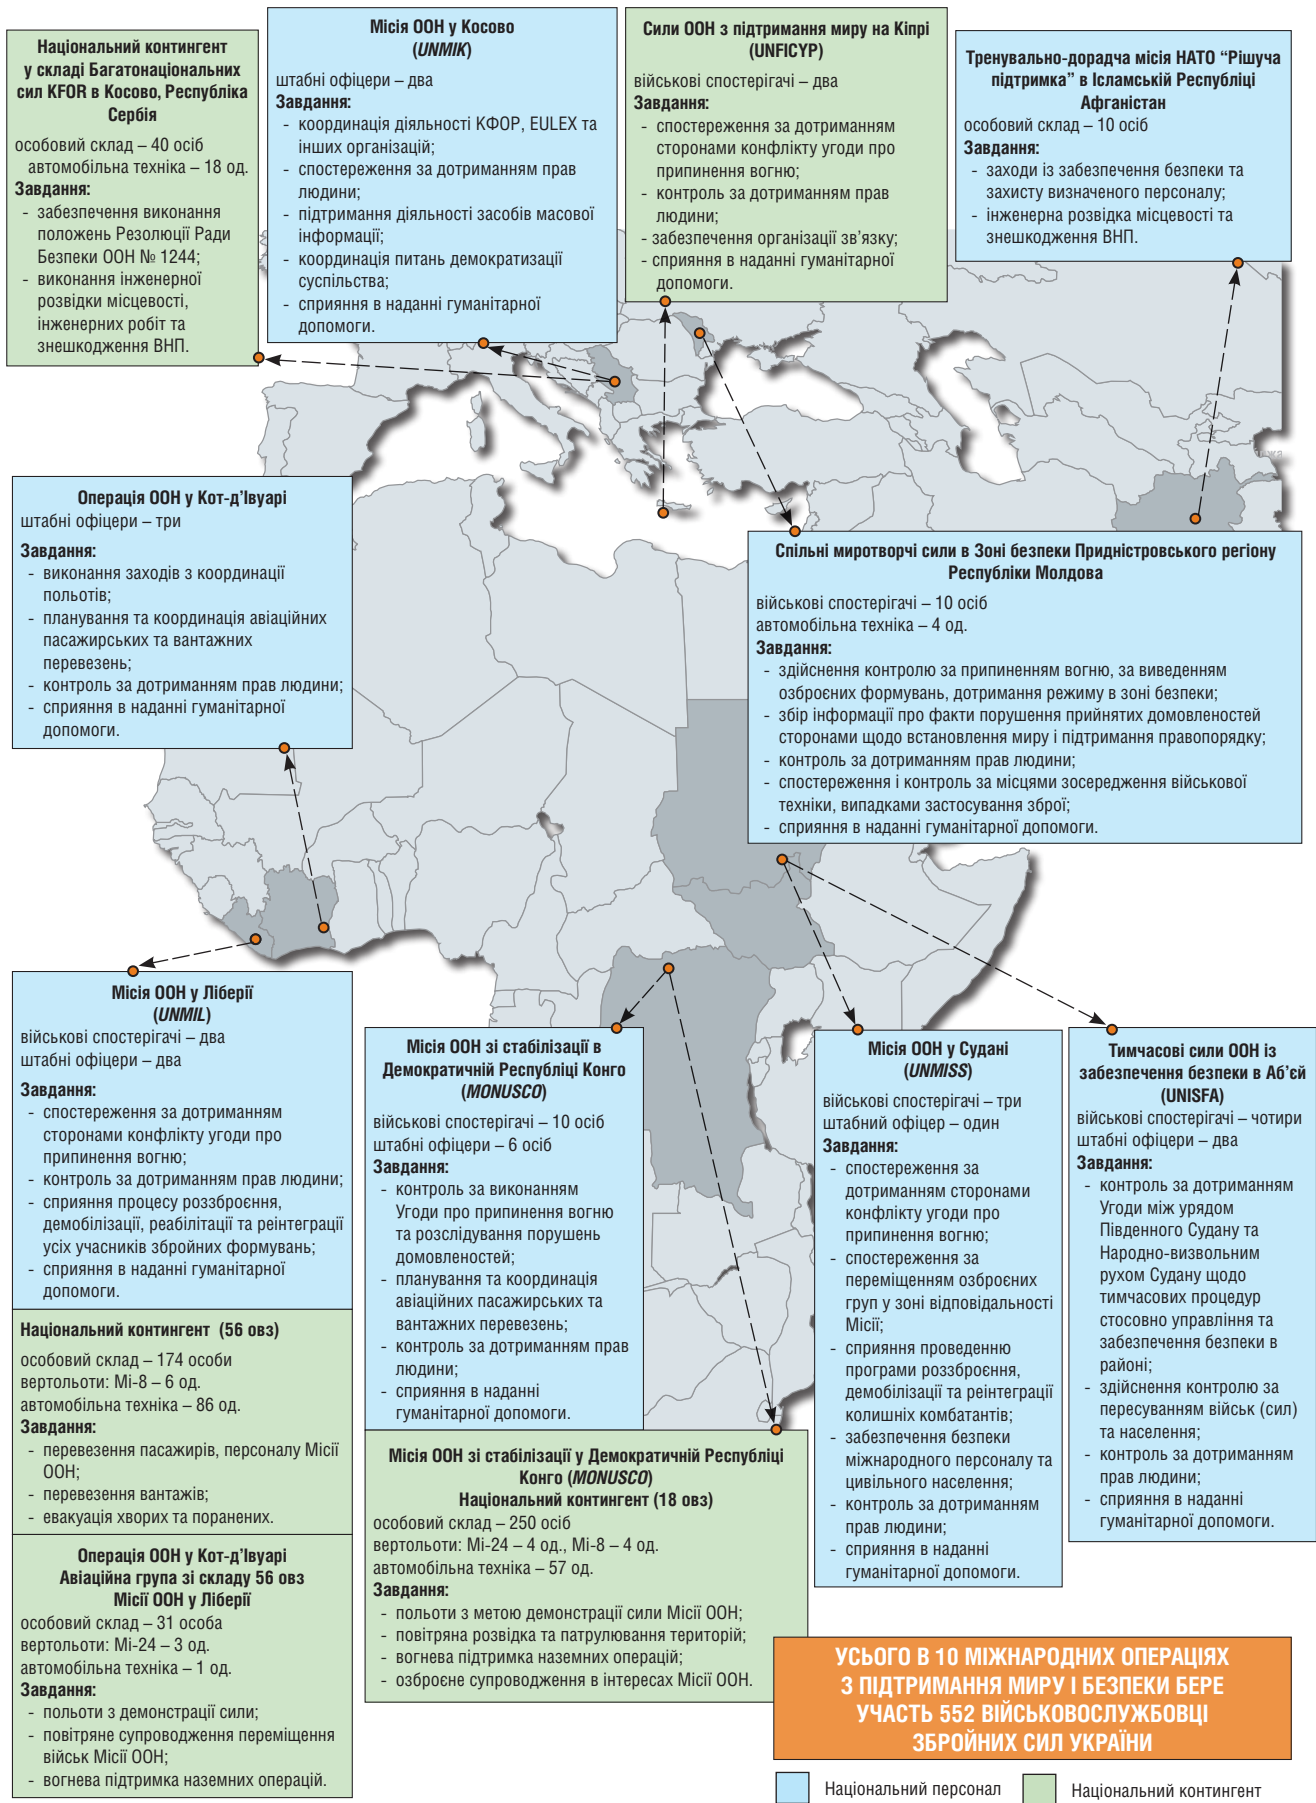 Національний контингент
у складі Багатонаціональних
сил KFOR в Косово, Республіка
Сербія
особовий склад – 40 осіб
автомобільна техніка – 18 од.
Завдання:
- забезпечення виконання
положень Резолюції Ради
Безпеки ООН № 1244;
- виконання інженерної
розвідки місцевості,
інженерних робіт та
знешкодження ВНП.
Місія ООН у Косово
(UNMIK)
штабні офіцери – два
Завдання:
- координація діяльності КФОР, EULEX та
інших організацій;
- спостереження за дотриманням прав
людини;
- підтримання діяльності засобів масової
інформації;
- координація питань демократизації
суспільства;
- сприяння в наданні гуманітарної
допомоги.
Сили ООН з підтримання миру на Кіпрі
(UNFICYP)
військові спостерігачі – два
Завдання:
- спостереження за дотриманням
сторонами конфлікту угоди про
припинення вогню;
- контроль за дотриманням прав
людини;
- забезпечення організації зв’язку;
- сприяння в наданні гуманітарної
допомоги.
Тренувально-дорадча місія НАТО “Рішуча
підтримка” в Ісламській Республіці
Афганістан
особовий склад – 10 осіб
Завдання:
- заходи із забезпечення безпеки та
захисту визначеного персоналу;
- інженерна розвідка місцевості та
знешкодження ВНП.
Операція ООН у Кот-д’Івуарі
штабні офіцери – три
Завдання:
- виконання заходів з координації
польотів;
- планування та координація авіаційних
пасажирських та вантажних
перевезень;
- контроль за дотриманням прав людини;
- сприяння в наданні гуманітарної
допомоги.
Спільні миротворчі сили в Зоні безпеки Придністровського регіону
Республіки Молдова
військові спостерігачі – 10 осіб
автомобільна техніка – 4 од.
Завдання:
- здійснення контролю за припиненням вогню, за виведенням
озброєних формувань, дотримання режиму в зоні безпеки;
- збір інформації про факти порушення прийнятих домовленостей
сторонами щодо встановлення миру і підтримання правопорядку;
- контроль за дотриманням прав людини;
- спостереження і контроль за місцями зосередження військової
техніки, випадками застосування зброї;
- сприяння в наданні гуманітарної допомоги.
Місія ООН у Ліберії
(UNMIL)
військові спостерігачі – два
штабні офіцери – два
Завдання:
- спостереження за дотриманням
сторонами конфлікту угоди про
припинення вогню;
- контроль за дотриманням прав людини;
- сприяння процесу роззброєння,
демобілізації, реабілітації та реінтеграції
усіх учасників збройних формувань;
- сприяння в наданні гуманітарної
допомоги.
Національний контингент (56 овз)
особовий склад – 174 особи
вертольоти: Мі-8 – 6 од.
автомобільна техніка – 86 од.
Завдання:
- перевезення пасажирів, персоналу Місії
ООН;
- перевезення вантажів;
- евакуація хворих та поранених.
Операція ООН у Кот-д’Івуарі
Авіаційна група зі складу 56 овз
Місії ООН у Ліберії
особовий склад – 31 особа
вертольоти: Мі-24 – 3 од.
автомобільна техніка – 1 од.
Завдання:
- польоти з демонстрації сили;
- повітряне супроводження переміщення
військ Місії ООН;
- вогнева підтримка наземних операцій.
Місія ООН зі стабілізації в
Демократичній Республіці Конго
(MONUSCO)
військові спостерігачі – 10 осіб
штабні офіцери – 6 осіб
Завдання:
- контроль за виконанням
Угоди про припинення вогню
та розслідування порушень
домовленостей;
- планування та координація
авіаційних пасажирських та
вантажних перевезень;
- контроль за дотриманням прав
людини;
- сприяння в наданні
гуманітарної допомоги.
Місія ООН зі стабілізації у Демократичній Республіці
Конго (MONUSCO)
Національний контингент (18 овз)
особовий склад – 250 осіб
вертольоти: Мі-24 – 4 од., Мі-8 – 4 од.
автомобільна техніка – 57 од.
Завдання:
- польоти з метою демонстрації сили Місії ООН;
- повітряна розвідка та патрулювання територій;
- вогнева підтримка наземних операцій;
- озброєне супроводження в інтересах Місії ООН.
Місія ООН у Судані
(UNMISS)
військові спостерігачі – три
штабний офіцер – один
Завдання:
- спостереження за
дотриманням сторонами
конфлікту угоди про
припинення вогню;
- спостереження за
переміщенням озброєних
груп у зоні відповідальності
Місії;
- сприяння проведенню
програми роззброєння,
демобілізації та реінтеграції
колишніх комбатантів;
- забезпечення безпеки
міжнародного персоналу та
цивільного населення;
- контроль за дотриманням
прав людини;
- сприяння в наданні
гуманітарної допомоги.
Тимчасові сили ООН із
забезпечення безпеки в Аб’єй
(UNISFA)
військові спостерігачі – чотири
штабні офіцери – два
Завдання:
- контроль за дотриманням
Угоди між урядом
Південного Судану та
Народно-визвольним
рухом Судану щодо
тимчасових процедур
стосовно управління та
забезпечення безпеки в
районі;
- здійснення контролю за
пересуванням військ (сил)
та населення;
- контроль за дотриманням
прав людини;
- сприяння в наданні
гуманітарної допомоги.
УСЬОГО В 10 МІЖНАРОДНИХ ОПЕРАЦІЯХ
З ПІДТРИМАННЯ МИРУ І БЕЗПЕКИ БЕРЕ
УЧАСТЬ 552 ВІЙСЬКОВОСЛУЖБОВЦІ
ЗБРОЙНИХ СИЛ УКРАЇНИ
Національний персонал
Національний контингент